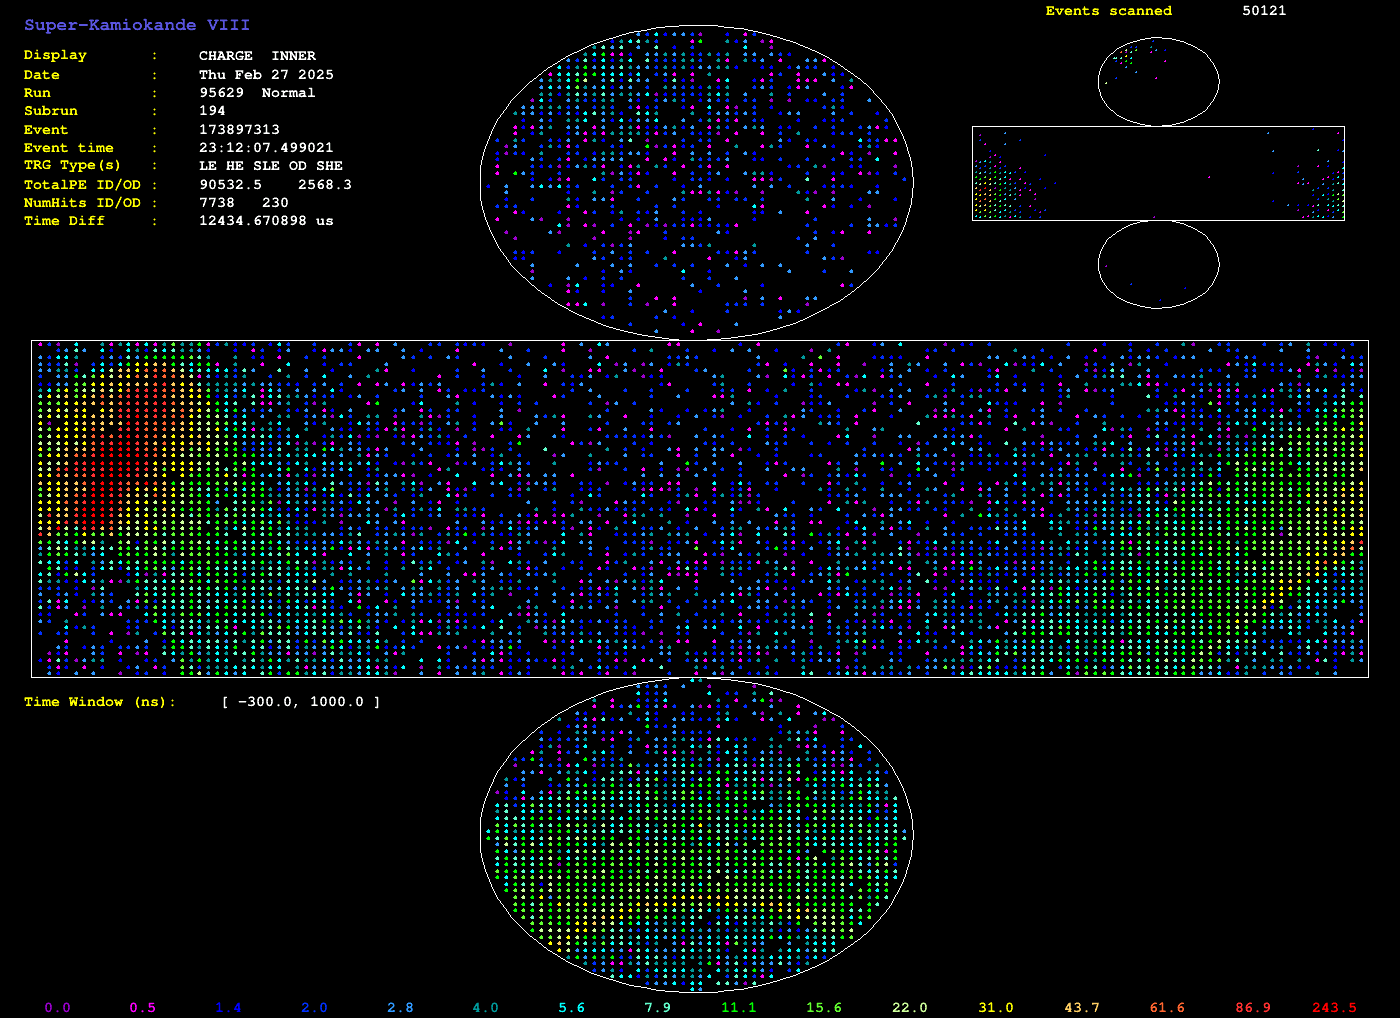 Super-Kamiokande VIII
Events scanned 50121
Display : CHARGE INNER
Date : Thu Feb 27 2025
Run : 95629 Normal
Subrun : 194
Event : 173897313
Event time : 23:12:07.499021
TRG Type(s) : LE HE SLE OD SHE
TotalPE ID/OD : 90532.5 2568.3
NumHits ID/OD : 7738 230
Time Diff : 12434.670898 us
Time Window (ns): [ -300.0, 1000.0 ]
0.0 0.5 1.4 2.0 2.8 4.0 5.6 7.9 11.1 15.6 22.0 31.0 43.7 61.6 86.9 243.5